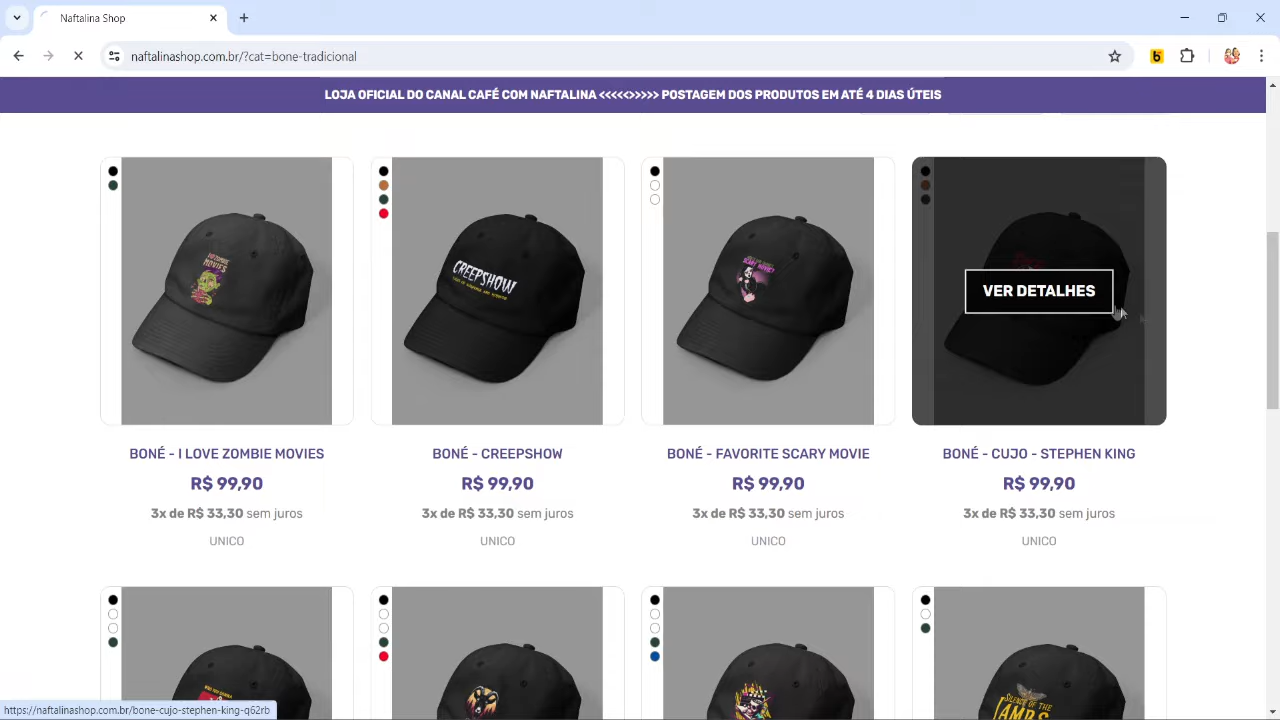 Naftalina Shop
naftalinashop.com.br/?cat=bone-tradicional
LOJA OFICIAL DO CANAL CAFÉ COM NAFTALINA <<<<<>>>>> POSTAGEM DOS PRODUTOS EM ATÉ 4 DIAS ÚTEIS
CREEPSHOW
VER DETALHES
BONÉ - I LOVE ZOMBIE MOVIES
BONÉ - CREEPSHOW
BONÉ - FAVORITE SCARY MOVIE
BONÉ - CUJO - STEPHEN KING
R$ 99,90
R$ 99,90
R$ 99,90
R$ 99,90
3x de R$ 33,30 sem juros
3x de R$ 33,30 sem juros
3x de R$ 33,30 sem juros
3x de R$ 33,30 sem juros
UNICO
UNICO
UNICO
UNICO
SILENCE OF THE
https://naftalinashop.com.br/bone-cujo-stephen-king-q62rb